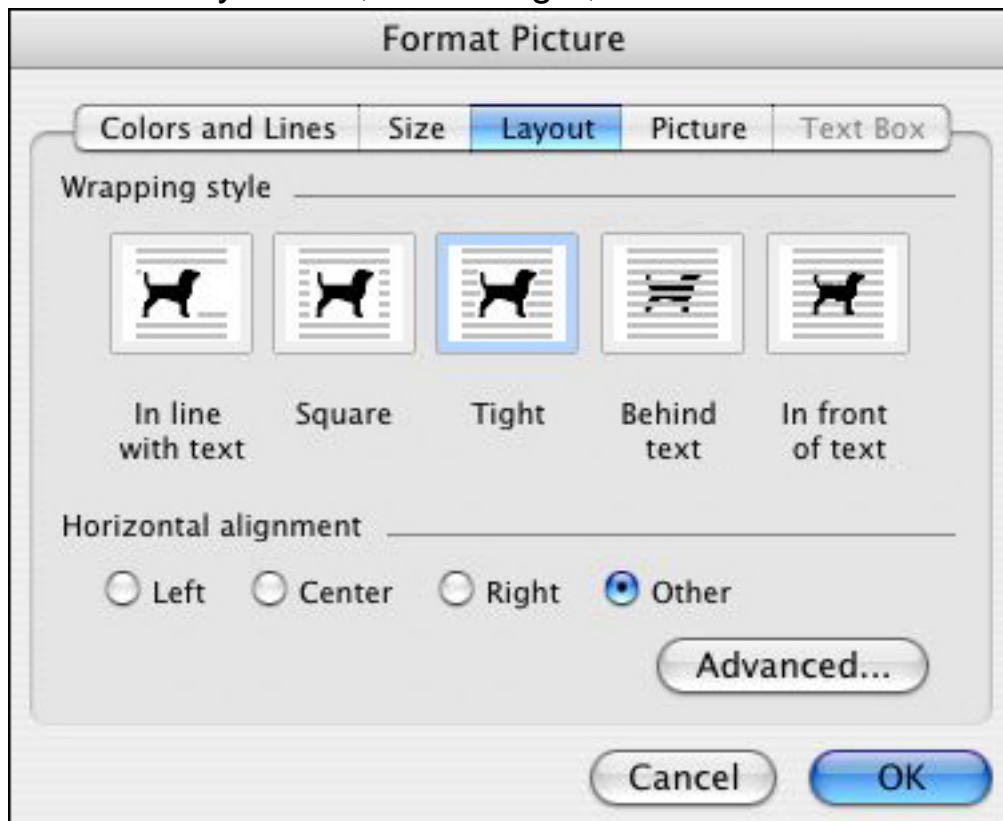 Format Picture
Colors and Lines Size Layout Picture Text Box
Wrapping style
In line with text
Square
Tight
Behind text
In front of text
Horizontal alignment
Left Center Right Other
Advanced...
Cancel OK